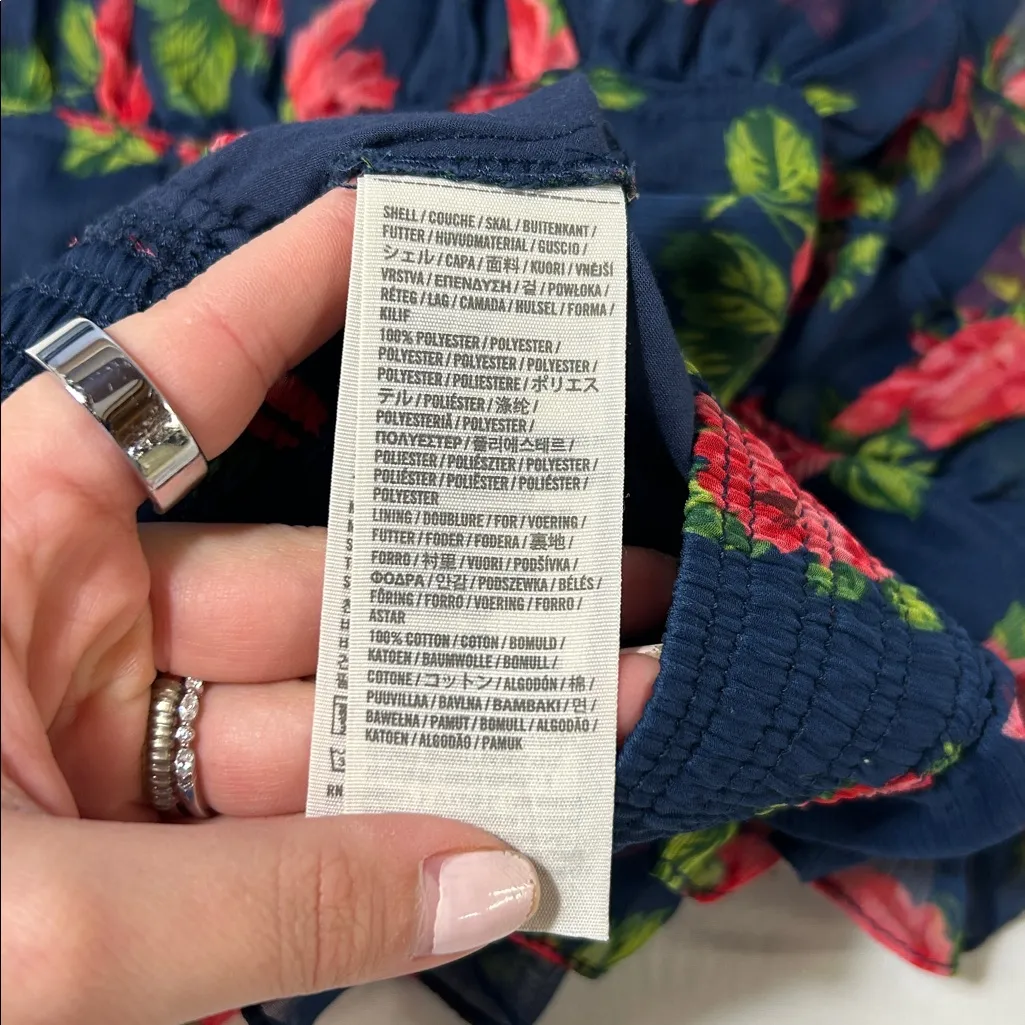 SHELL / COUCHE / SKAL / BUITENKANT /
FUTTER / HUVUDMATERIAL / GUSCIO /
シェル / CAPA / 面料 / KUORI / VNĚJŠÍ
VRSTVA / ΕΠΕΝΔΥΣΗ / 겉 / POWŁOKA /
RÉTEG / LAG / CAMADA / HÜLSEL / FORMA /
KILIF
100% POLYESTER / POLYESTER /
POLYESTER / POLYESTER / POLYESTER /
POLYESTER / POLIESTERE / ポリエス
テル / POLIÉSTER / 涤纶 /
POLYESTERIÄ / POLYESTER /
ΠΟΛΥΕΣΤΕΡ / 폴리에스테르 /
POLIESTER / POLIÉSZTER / POLYESTER /
POLIÉSTER / POLIÉSTER / POLIÉSTER /
POLYESTER
LINING / DOUBLURE / FOR / VOERING /
FUTTER / FODER / FODERA / 裏地 /
FORRO / 衬里 / VUORI / PODŠÍVKA /
ΦΟΔΡΑ / 안감 / PODSZEWKA / BÉLÉS /
FÔRING / FORRO / VOERING / FORRO /
ASTAR
100% COTTON / COTON / BOMULD /
KATOEN / BAUMWOLLE / BOMULL /
COTONE / コットン / ALGODÓN / 棉 /
PUUVILLAA / BAVLNA / ΒΑΜΒΑΚΙ / 면 /
BAWEŁNA / PAMUT / BOMULL / ALGODÃO /
KATOEN / ALGODÃO / PAMUK
RN